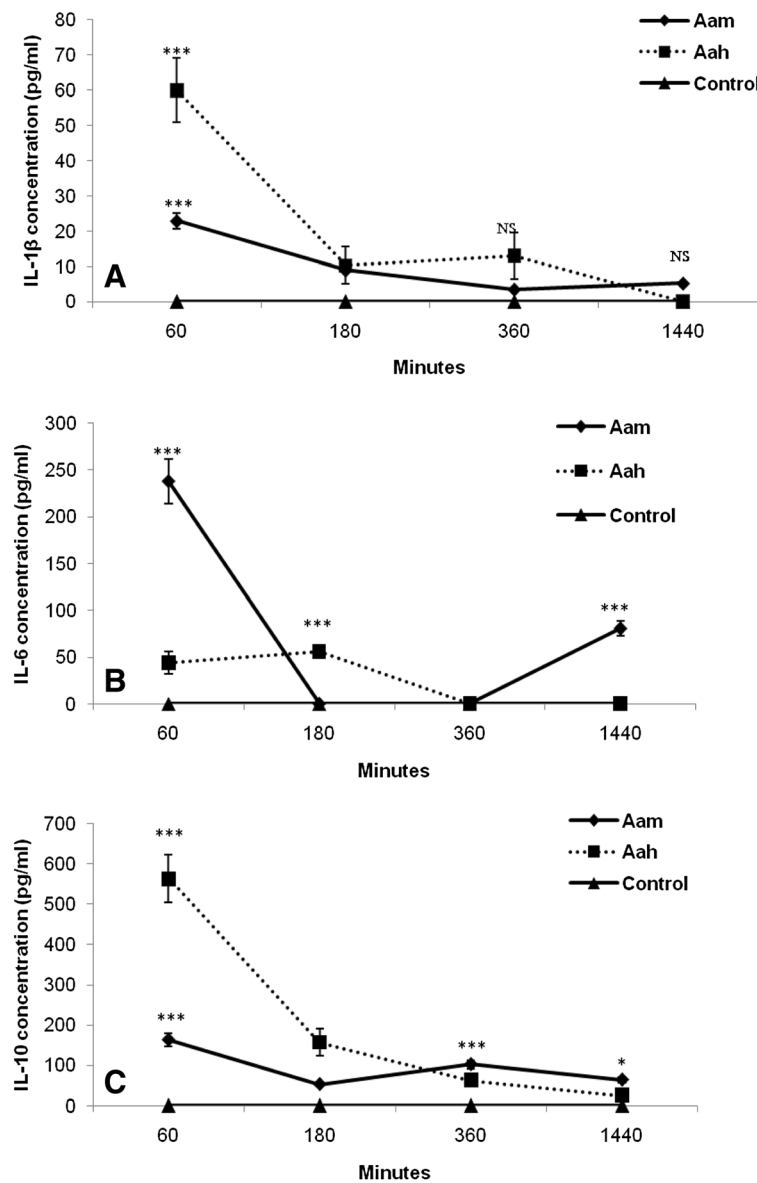 80
70
60
50
40
30
20
10
0
IL-1β concentration (pg/ml)
***
***
NS
NS
Aam
Aah
Control
A
60 180 360 1440
Minutes
300
250
200
150
100
50
0
IL-6 concentration (pg/ml)
***
***
***
Aam
Aah
Control
B
60 180 360 1440
Minutes
700
600
500
400
300
200
100
0
IL-10 concentration (pg/ml)
***
***
***
*
Aam
Aah
Control
C
60 180 360 1440
Minutes